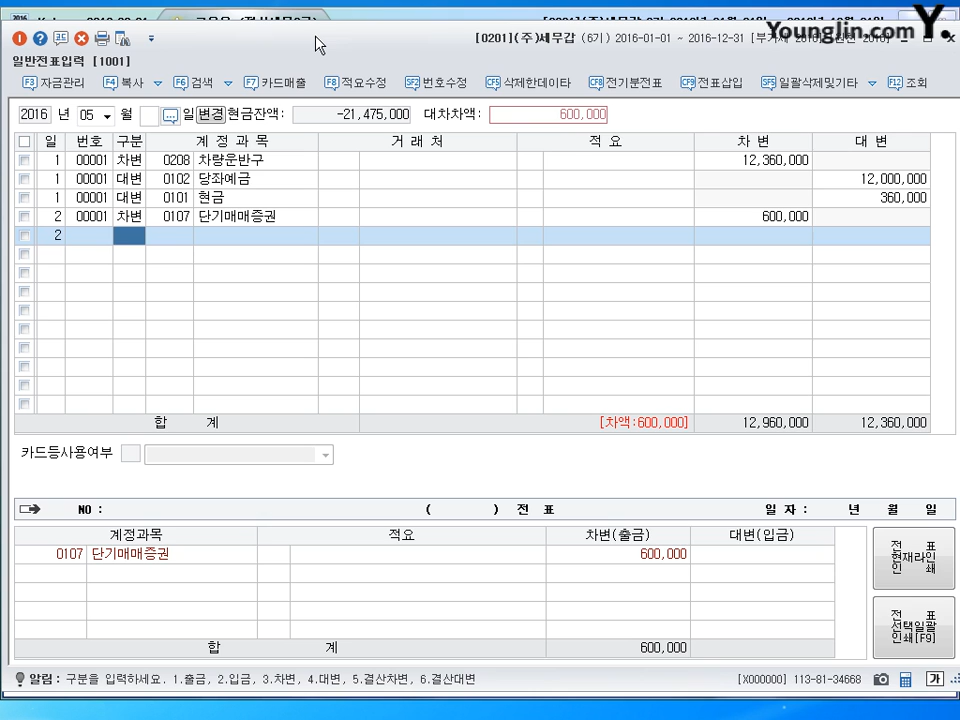 Younglin.com Y.
[0201](주)세무갑 (6기) 2016-01-01 ~ 2016-12-31
일반전표입력 [1001]
F3 자금관리 F4 복사 F6 검색 F7 카드매출 F8 적요수정 SF2 번호수정 CF5 삭제한데이타 CF8 전기분전표 CF9 전표삽입 SF5 일괄삭제및기타 F12 조회
2016 년 05 월 일 변경 현금잔액: -21,475,000 대차차액: 600,000
일 번호 구분 계 정 과 목 거 래 처 적 요 차 변 대 변
1 00001 차변 0208 차량운반구 12,360,000
1 00001 대변 0102 당좌예금 12,000,000
1 00001 대변 0101 현금 360,000
2 00001 차변 0107 단기매매증권 600,000
2
합 계 [차액:600,000] 12,960,000 12,360,000
카드등사용여부
NO : ( ) 전 표 일 자 : 년 월 일
계정과목 적요 차변(출금) 대변(입금)
0107 단기매매증권 600,000
합 계 600,000
전 표
현재라인
인 쇄
전 표
선택일괄
인쇄[F9]
알림: 구분을 입력하세요. 1.출금, 2.입금, 3.차변, 4.대변, 5.결산차변, 6.결산대변
[X000000] 113-81-34668 가